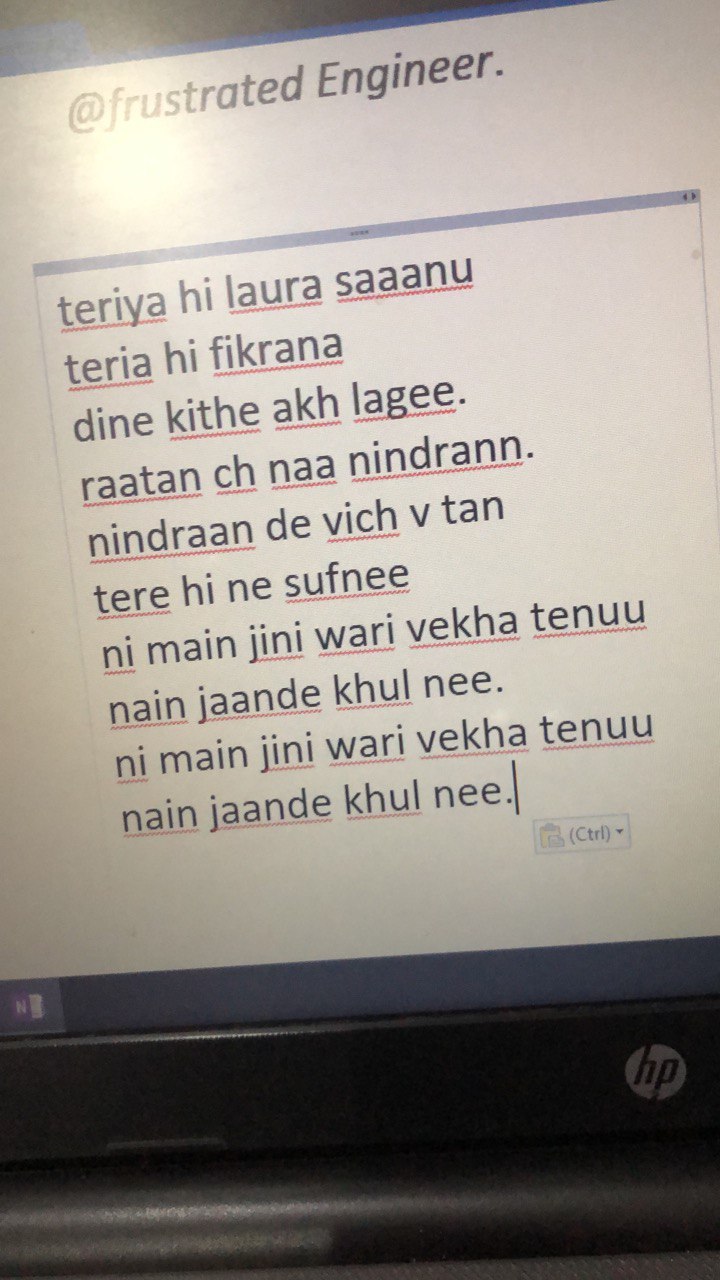 @frustrated Engineer.
teriya hi laura saaanu
teria hi fikrana
dine kithe akh lagee.
raatan ch naa nindrann.
nindraan de vich v tan
tere hi ne sufnee
ni main jini wari vekha tenuu
nain jaande khul nee.
ni main jini wari vekha tenuu
nain jaande khul nee.
(Ctrl)
N
hp